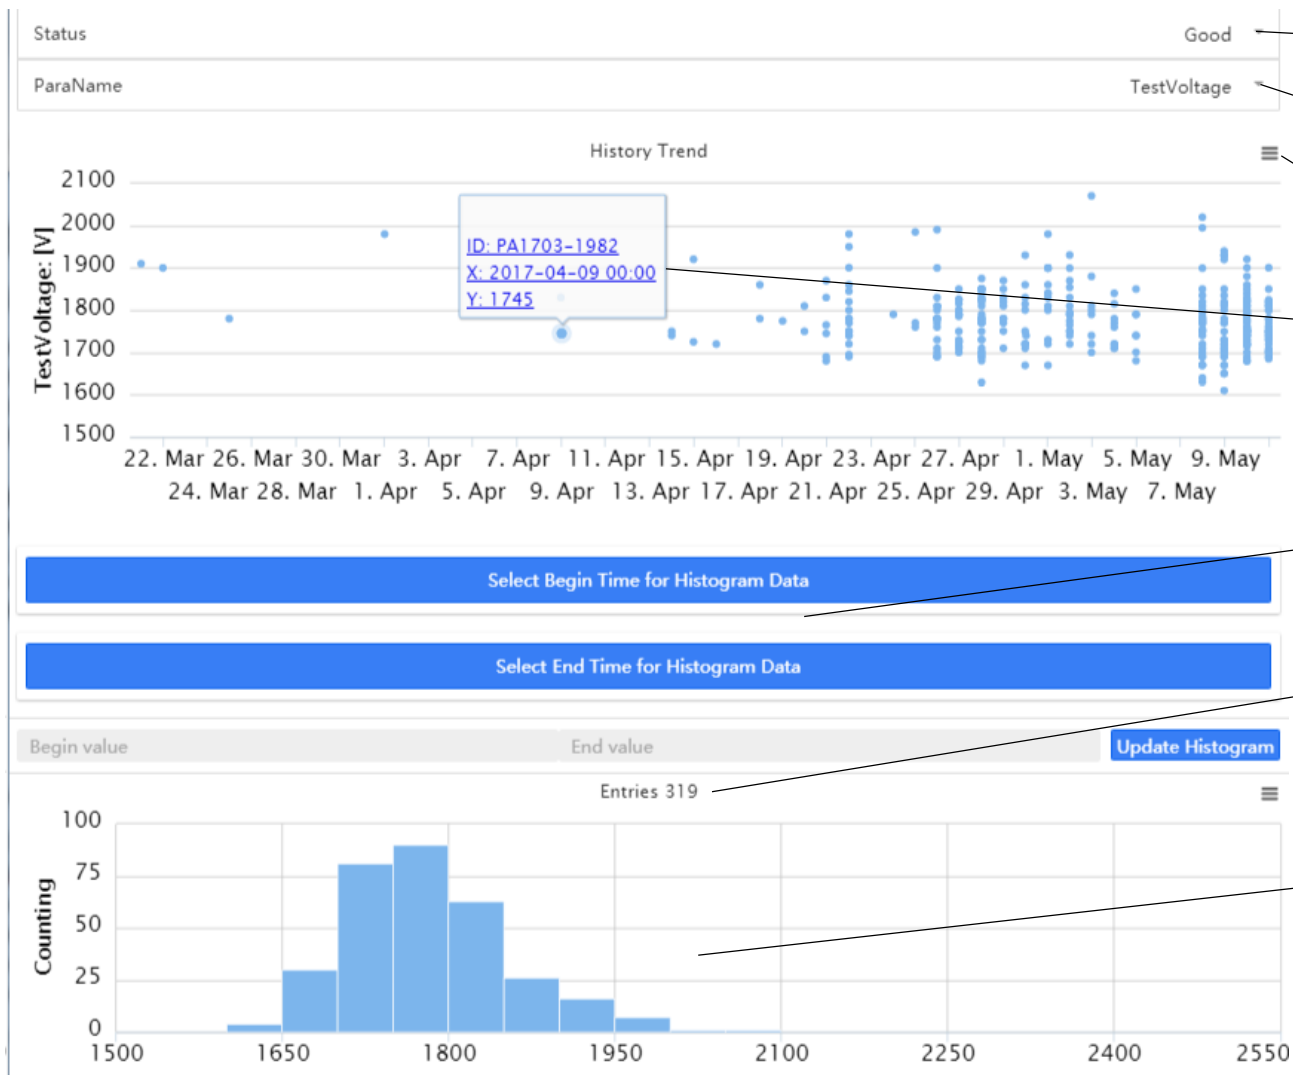 Status Good
ParaName TestVoltage
History Trend
TestVoltage: [V]
2100
2000
1900
1800
1700
1600
1500
ID: PA1703-1982
X: 2017-04-09 00:00
Y: 1745
22. Mar 26. Mar 30. Mar 3. Apr 7. Apr 11. Apr 15. Apr 19. Apr 23. Apr 27. Apr 1. May 5. May 9. May
24. Mar 28. Mar 1. Apr 5. Apr 9. Apr 13. Apr 17. Apr 21. Apr 25. Apr 29. Apr 3. May 7. May
Select Begin Time for Histogram Data
Select End Time for Histogram Data
Begin value End value Update Histogram
Entries 319
Counting
100
75
50
25
0
1500 1650 1800 1950 2100 2250 2400 2550